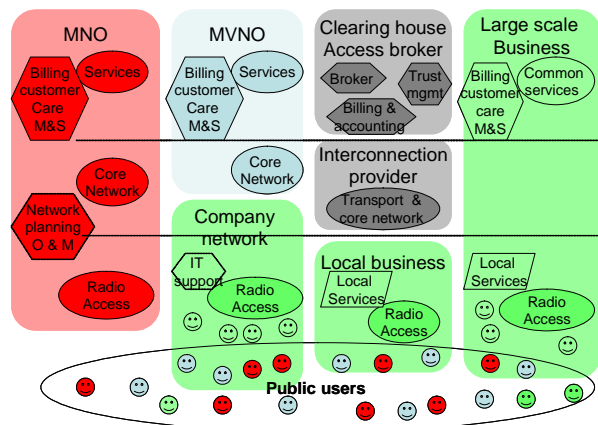 MNO
Billing
customer
Care
M&S
Services
Core
Network
Network
planning
O & M
Radio
Access
MVNO
Billing
customer
Care
M&S
Services
Core
Network
Company
network
IT
support
Radio
Access
Clearing house
Access broker
Broker
Trust
mgmt
Billing &
accounting
Interconnection
provider
Transport &
core network
Local business
Local
Services
Radio
Access
Large scale
Business
Billing
customer
care
M&S
Common
services
Local
Services
Radio
Access
Public users